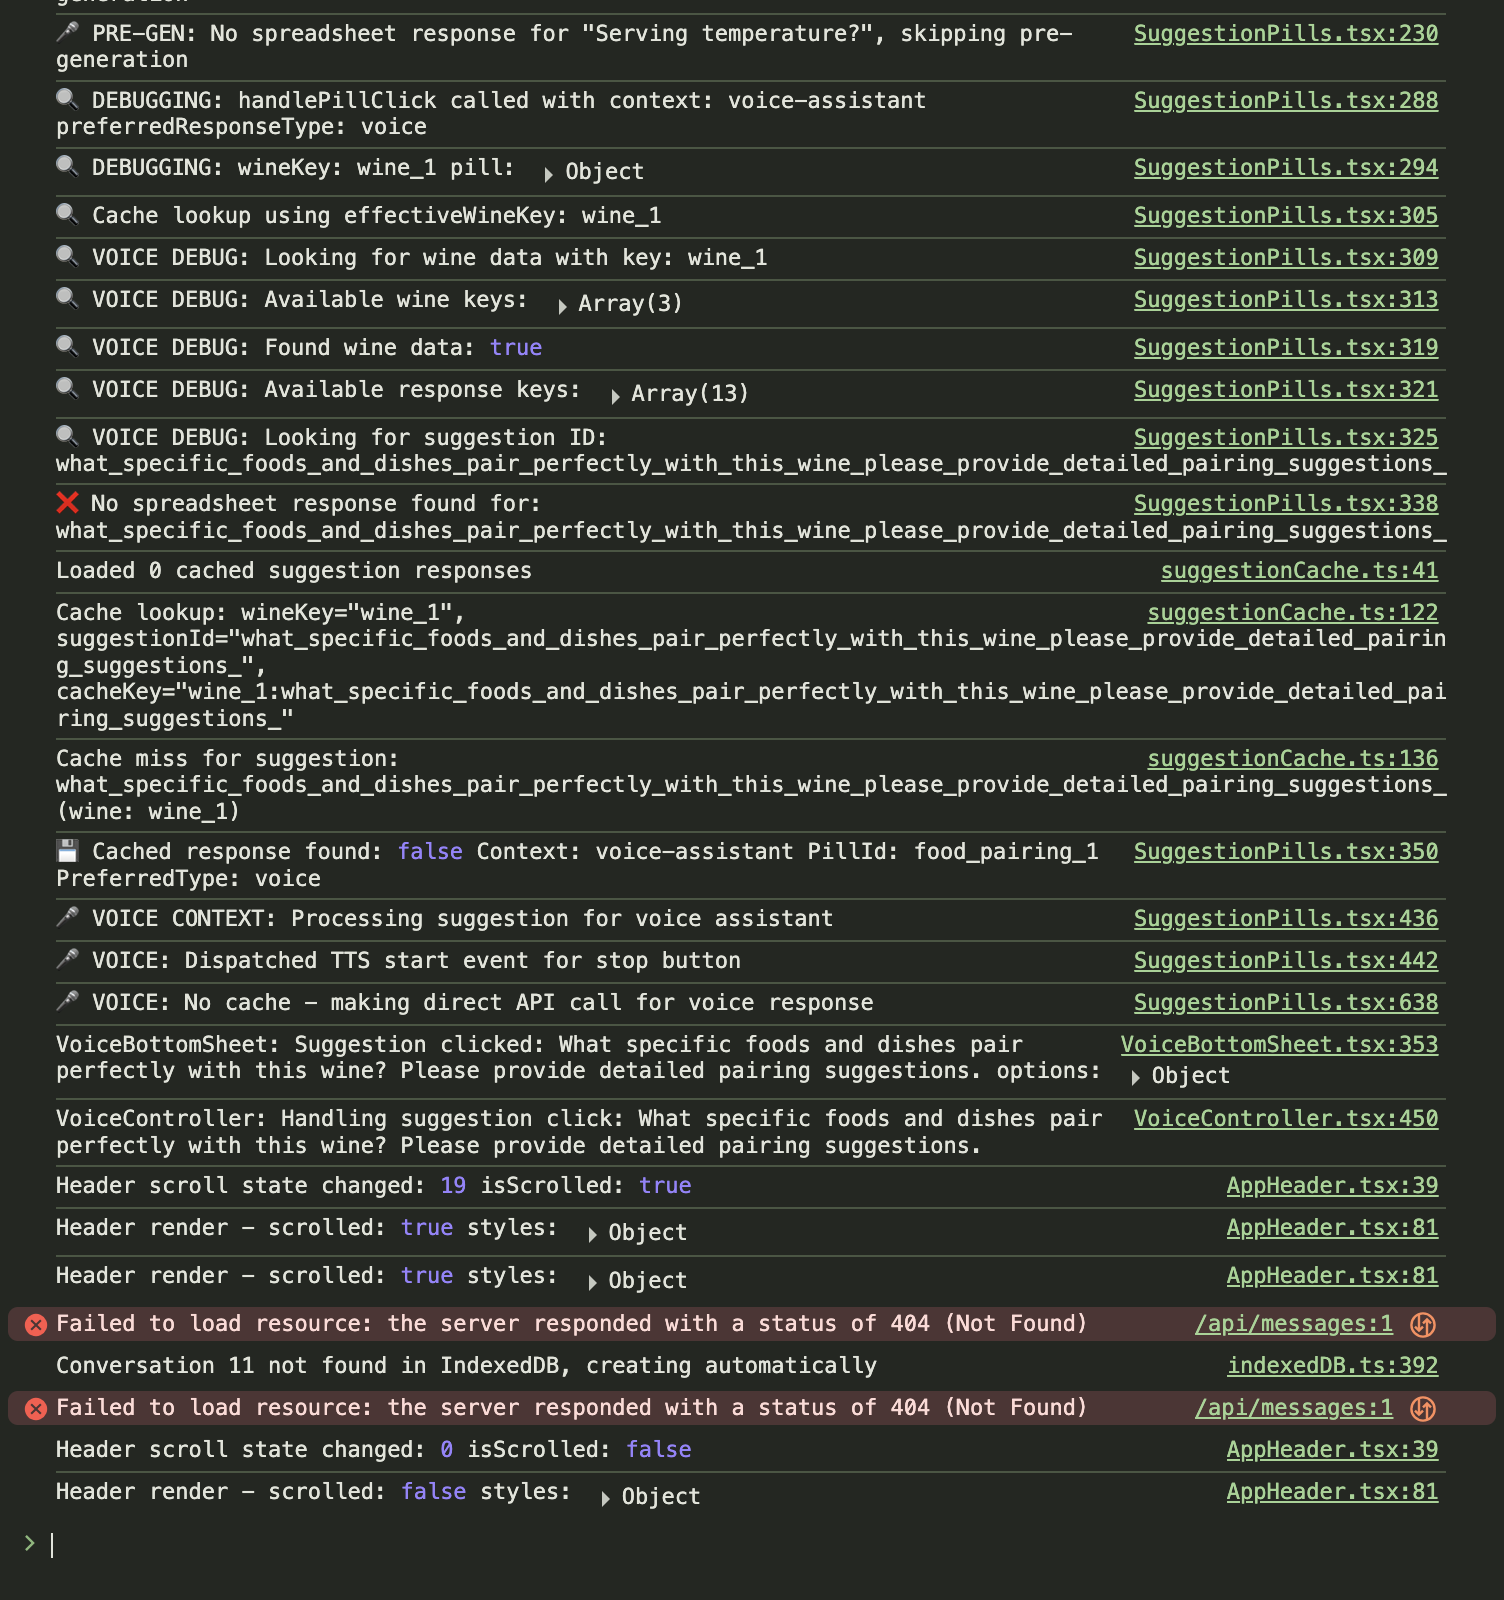 generation
🎤 PRE-GEN: No spreadsheet response for "Serving temperature?", skipping pre- SuggestionPills.tsx:230
generation
🔍 DEBUGGING: handlePillClick called with context: voice-assistant SuggestionPills.tsx:288
preferredResponseType: voice
🔍 DEBUGGING: wineKey: wine_1 pill: ▶ Object SuggestionPills.tsx:294
🔍 Cache lookup using effectiveWineKey: wine_1 SuggestionPills.tsx:305
🔍 VOICE DEBUG: Looking for wine data with key: wine_1 SuggestionPills.tsx:309
🔍 VOICE DEBUG: Available wine keys: ▶ Array(3) SuggestionPills.tsx:313
🔍 VOICE DEBUG: Found wine data: true SuggestionPills.tsx:319
🔍 VOICE DEBUG: Available response keys: ▶ Array(13) SuggestionPills.tsx:321
🔍 VOICE DEBUG: Looking for suggestion ID: SuggestionPills.tsx:325
what_specific_foods_and_dishes_pair_perfectly_with_this_wine_please_provide_detailed_pairing_suggestions_
❌ No spreadsheet response found for: SuggestionPills.tsx:338
what_specific_foods_and_dishes_pair_perfectly_with_this_wine_please_provide_detailed_pairing_suggestions_
Loaded 0 cached suggestion responses suggestionCache.ts:41
Cache lookup: wineKey="wine_1", suggestionCache.ts:122
suggestionId="what_specific_foods_and_dishes_pair_perfectly_with_this_wine_please_provide_detailed_pairin
g_suggestions_",
cacheKey="wine_1:what_specific_foods_and_dishes_pair_perfectly_with_this_wine_please_provide_detailed_pai
ring_suggestions_"
Cache miss for suggestion: suggestionCache.ts:136
what_specific_foods_and_dishes_pair_perfectly_with_this_wine_please_provide_detailed_pairing_suggestions_
(wine: wine_1)
💾 Cached response found: false Context: voice-assistant PillId: food_pairing_1 SuggestionPills.tsx:350
PreferredType: voice
🎤 VOICE CONTEXT: Processing suggestion for voice assistant SuggestionPills.tsx:436
🎤 VOICE: Dispatched TTS start event for stop button SuggestionPills.tsx:442
🎤 VOICE: No cache – making direct API call for voice response SuggestionPills.tsx:638
VoiceBottomSheet: Suggestion clicked: What specific foods and dishes pair VoiceBottomSheet.tsx:353
perfectly with this wine? Please provide detailed pairing suggestions. options: ▶ Object
VoiceController: Handling suggestion click: What specific foods and dishes pair VoiceController.tsx:450
perfectly with this wine? Please provide detailed pairing suggestions.
Header scroll state changed: 19 isScrolled: true AppHeader.tsx:39
Header render – scrolled: true styles: ▶ Object AppHeader.tsx:81
Header render – scrolled: true styles: ▶ Object AppHeader.tsx:81
Failed to load resource: the server responded with a status of 404 (Not Found) /api/messages:1
Conversation 11 not found in IndexedDB, creating automatically indexedDB.ts:392
Failed to load resource: the server responded with a status of 404 (Not Found) /api/messages:1
Header scroll state changed: 0 isScrolled: false AppHeader.tsx:39
Header render – scrolled: false styles: ▶ Object AppHeader.tsx:81
>